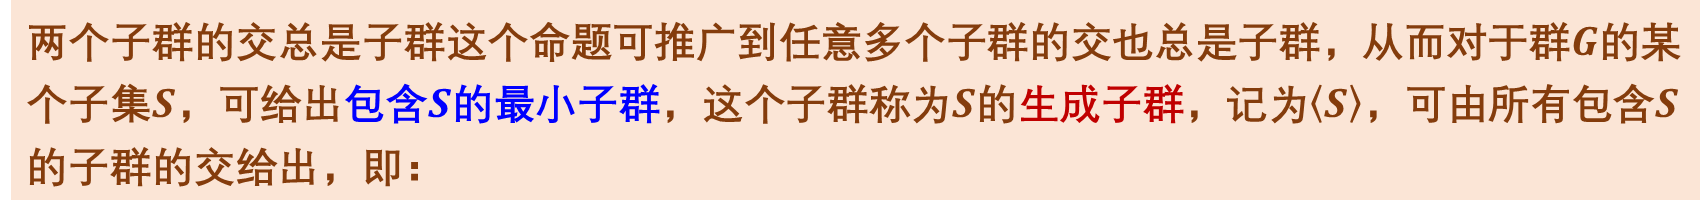 两个子群的交总是子群这个命题可推广到任意多个子群的交也总是子群，从而对于群G的某
个子集S，可给出包含S的最小子群，这个子群称为S的生成子群，记为⟨S⟩，可由所有包含S
的子群的交给出，即：